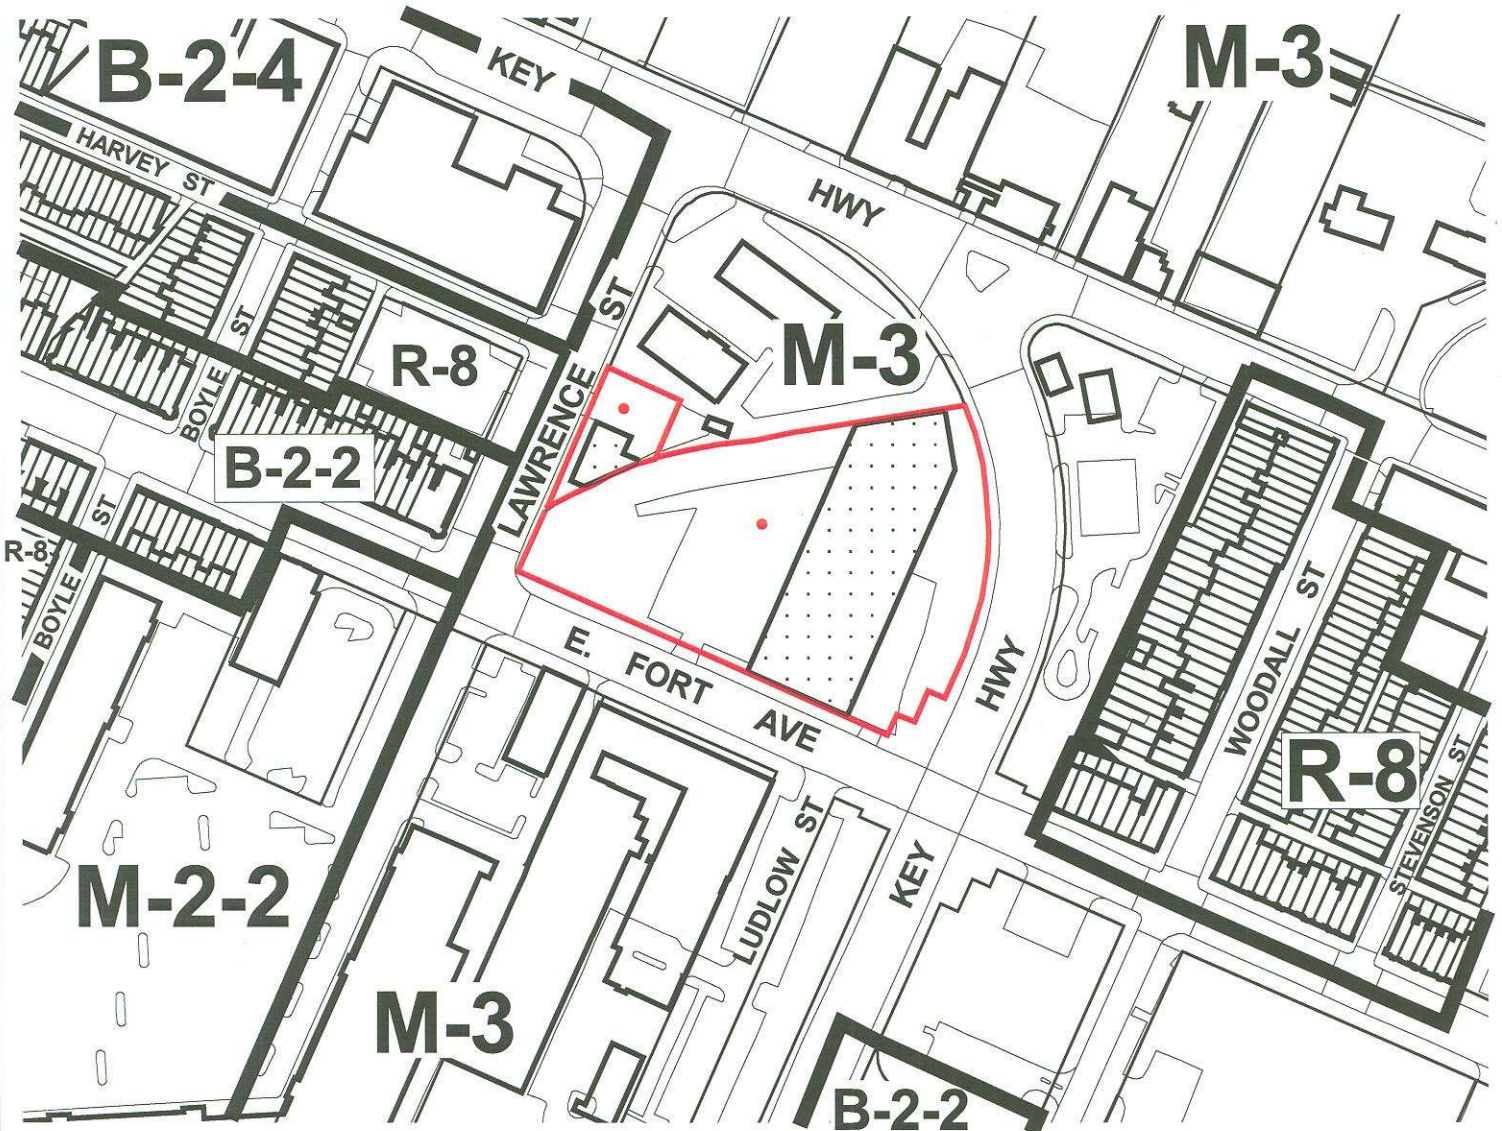 B-2-4
KEY
M-3
HARVEY ST
HWY
ST
ST
M-3
R-8
BOYLE
LAWRENCE
B-2-2
ST
R-8
BOYLE
E. FORT AVE
HWY
WOODALL ST
R-8
STEVENSON ST
LUDLOW ST
KEY
M-2-2
M-3
B-2-2